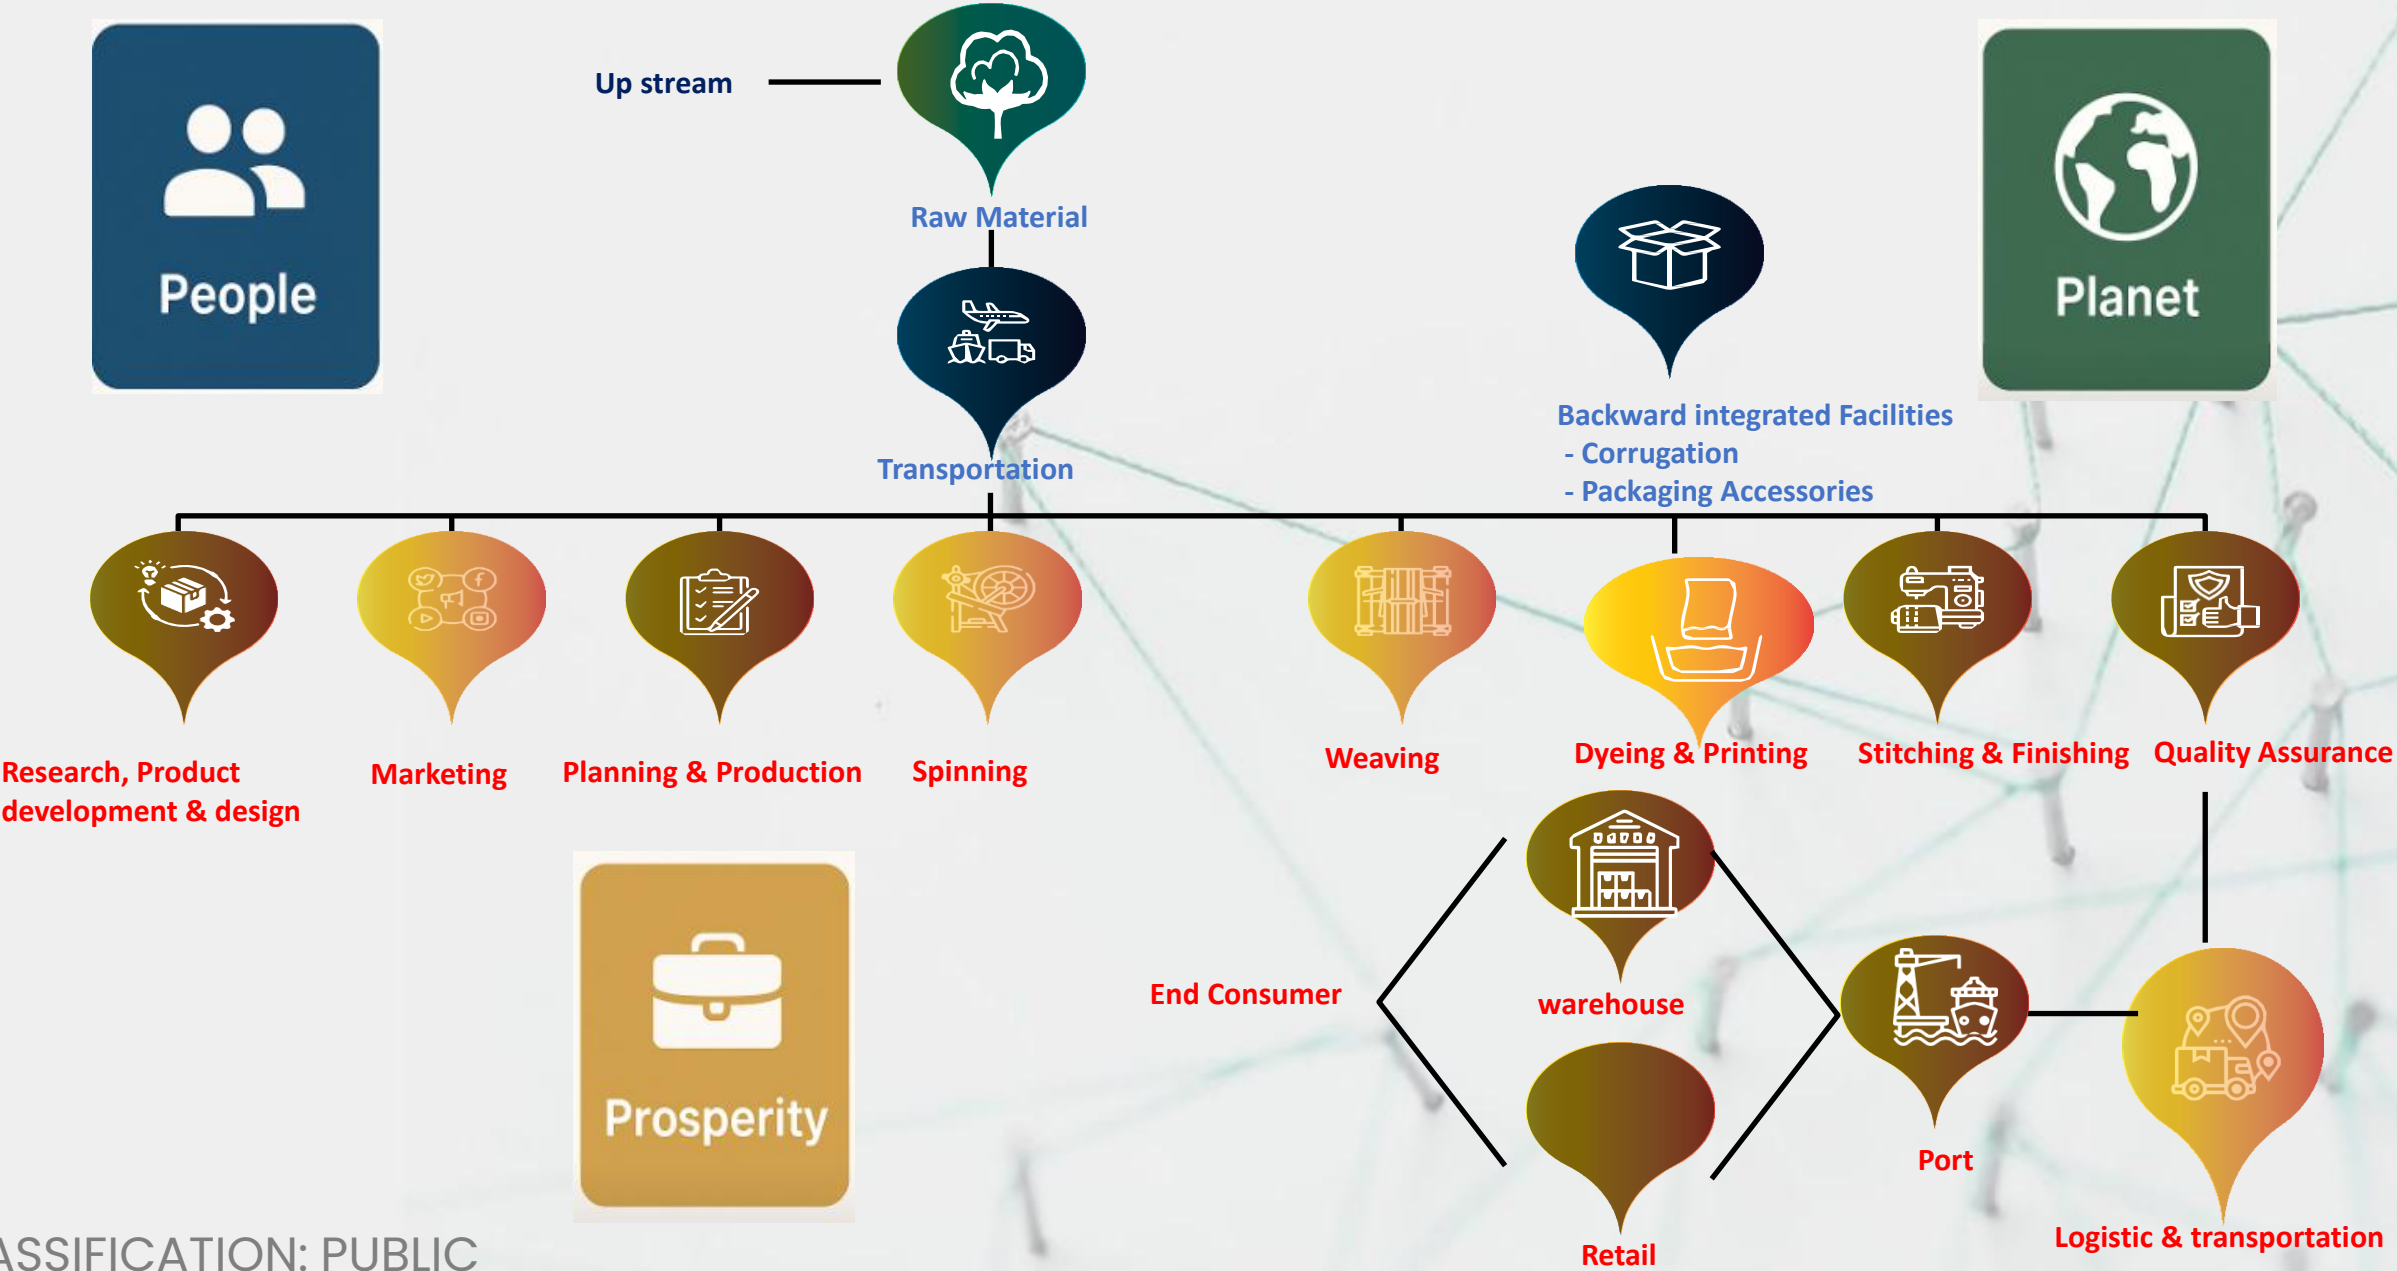 Up stream
People
Planet
Raw Material
Transportation
Backward integrated Facilities
- Corrugation
- Packaging Accessories
Research, Product
development & design
Marketing
Planning & Production
Spinning
Weaving
Dyeing & Printing
Stitching & Finishing
Quality Assurance
Prosperity
End Consumer
warehouse
Port
Retail
Logistic & transportation
ASSIFICATION: PUBLIC